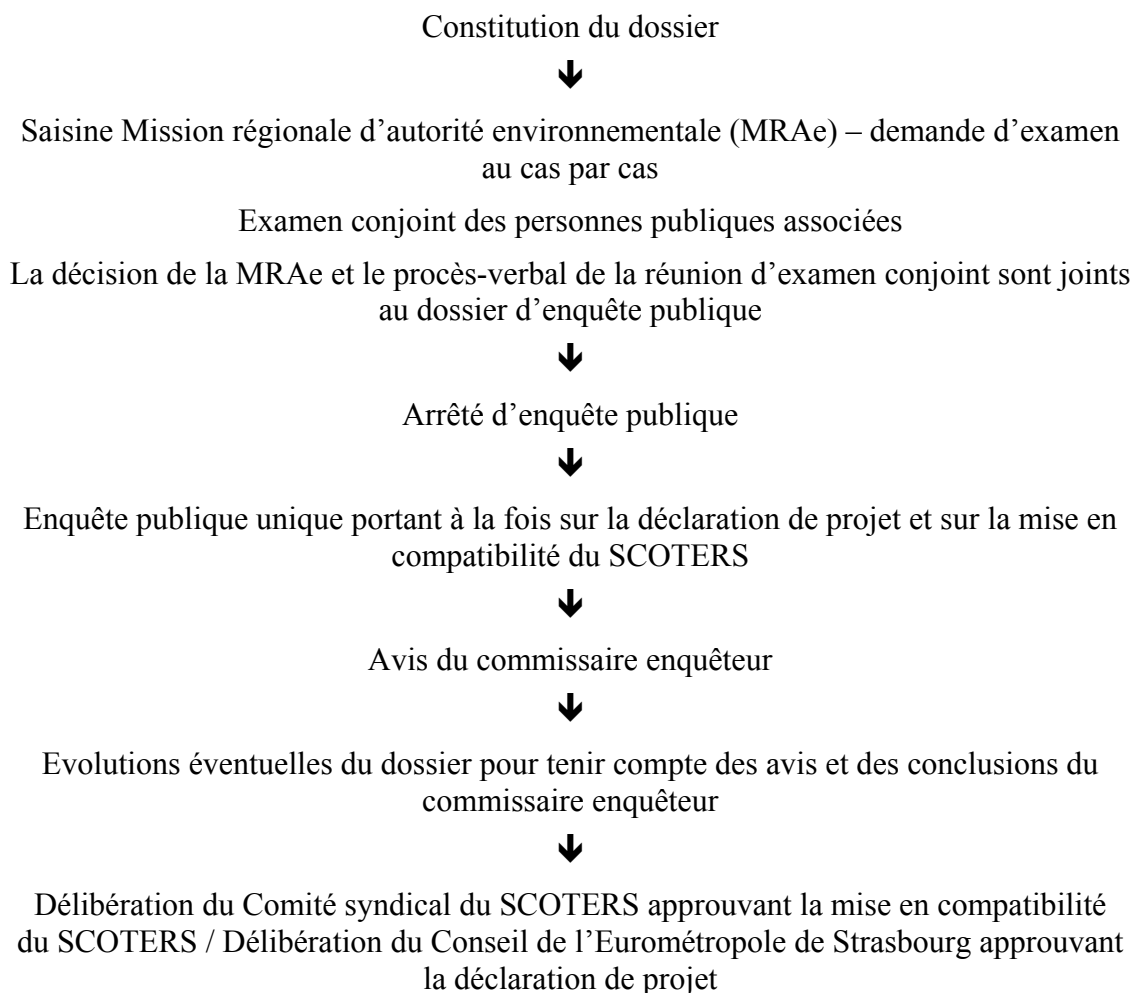 Constitution du dossier
🡻
Saisine Mission régionale d’autorité environnementale (MRAe) – demande d’examen
au cas par cas
Examen conjoint des personnes publiques associées
La décision de la MRAe et le procès-verbal de la réunion d’examen conjoint sont joints
au dossier d’enquête publique
🡻
Arrêté d’enquête publique
🡻
Enquête publique unique portant à la fois sur la déclaration de projet et sur la mise en
compatibilité du SCOTERS
🡻
Avis du commissaire enquêteur
🡻
Evolutions éventuelles du dossier pour tenir compte des avis et des conclusions du
commissaire enquêteur
🡻
Délibération du Comité syndical du SCOTERS approuvant la mise en compatibilité
du SCOTERS / Délibération du Conseil de l’Eurométropole de Strasbourg approuvant
la déclaration de projet